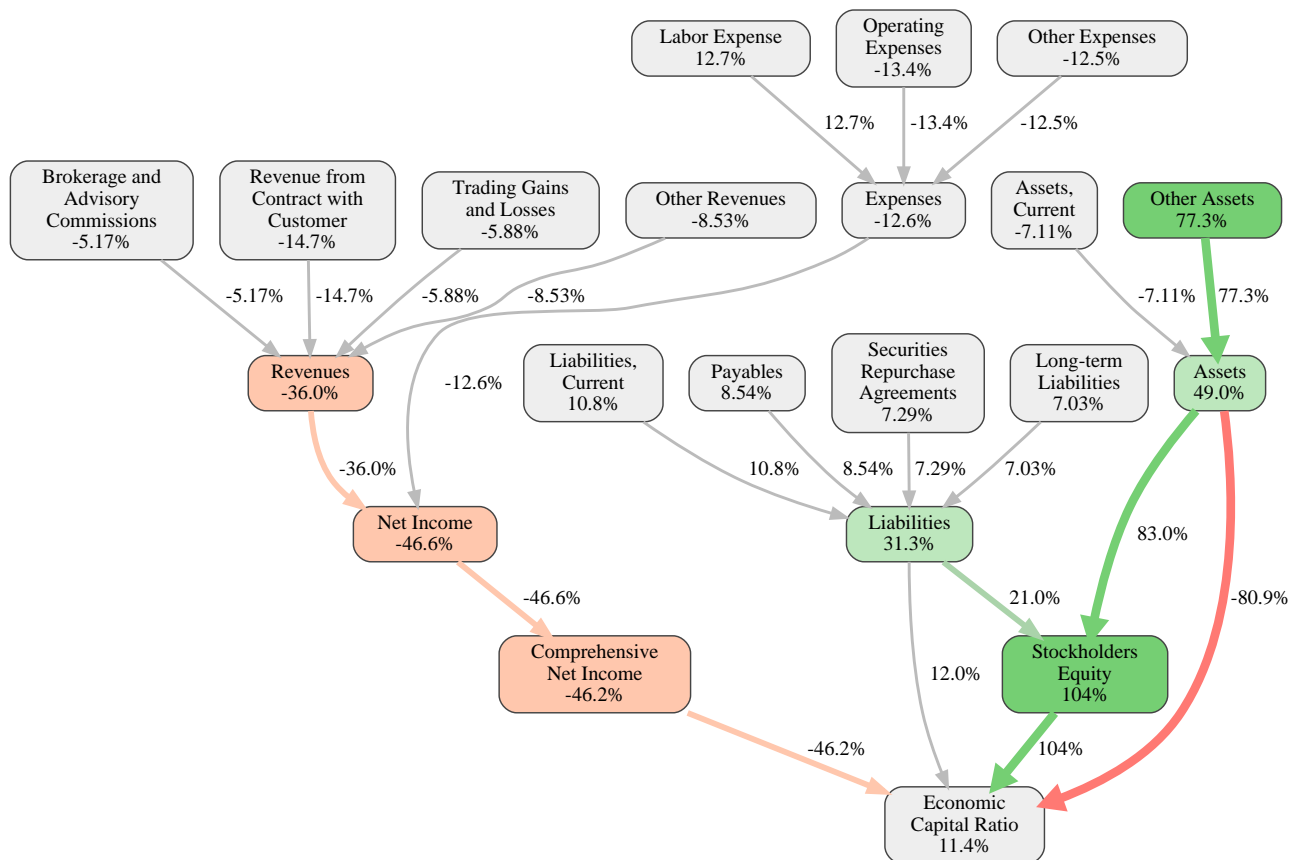 Labor Expense
12.7%
Operating
Expenses
-13.4%
Other Expenses
-12.5%
12.7%
-13.4%
-12.5%
Brokerage and
Advisory
Commissions
-5.17%
Revenue from
Contract with
Customer
-14.7%
Trading Gains
and Losses
-5.88%
Other Revenues
-8.53%
Expenses
-12.6%
Assets,
Current
-7.11%
Other Assets
77.3%
-5.17%
-14.7%
-5.88%
-8.53%
-7.11%
77.3%
Revenues
-36.0%
-12.6%
Liabilities,
Current
10.8%
Payables
8.54%
Securities
Repurchase
Agreements
7.29%
Long-term
Liabilities
7.03%
Assets
49.0%
-36.0%
10.8%
8.54%
7.29%
7.03%
Net Income
-46.6%
Liabilities
31.3%
83.0%
-46.6%
21.0%
-80.9%
Comprehensive
Net Income
-46.2%
12.0%
Stockholders
Equity
104%
-46.2%
104%
Economic
Capital Ratio
11.4%